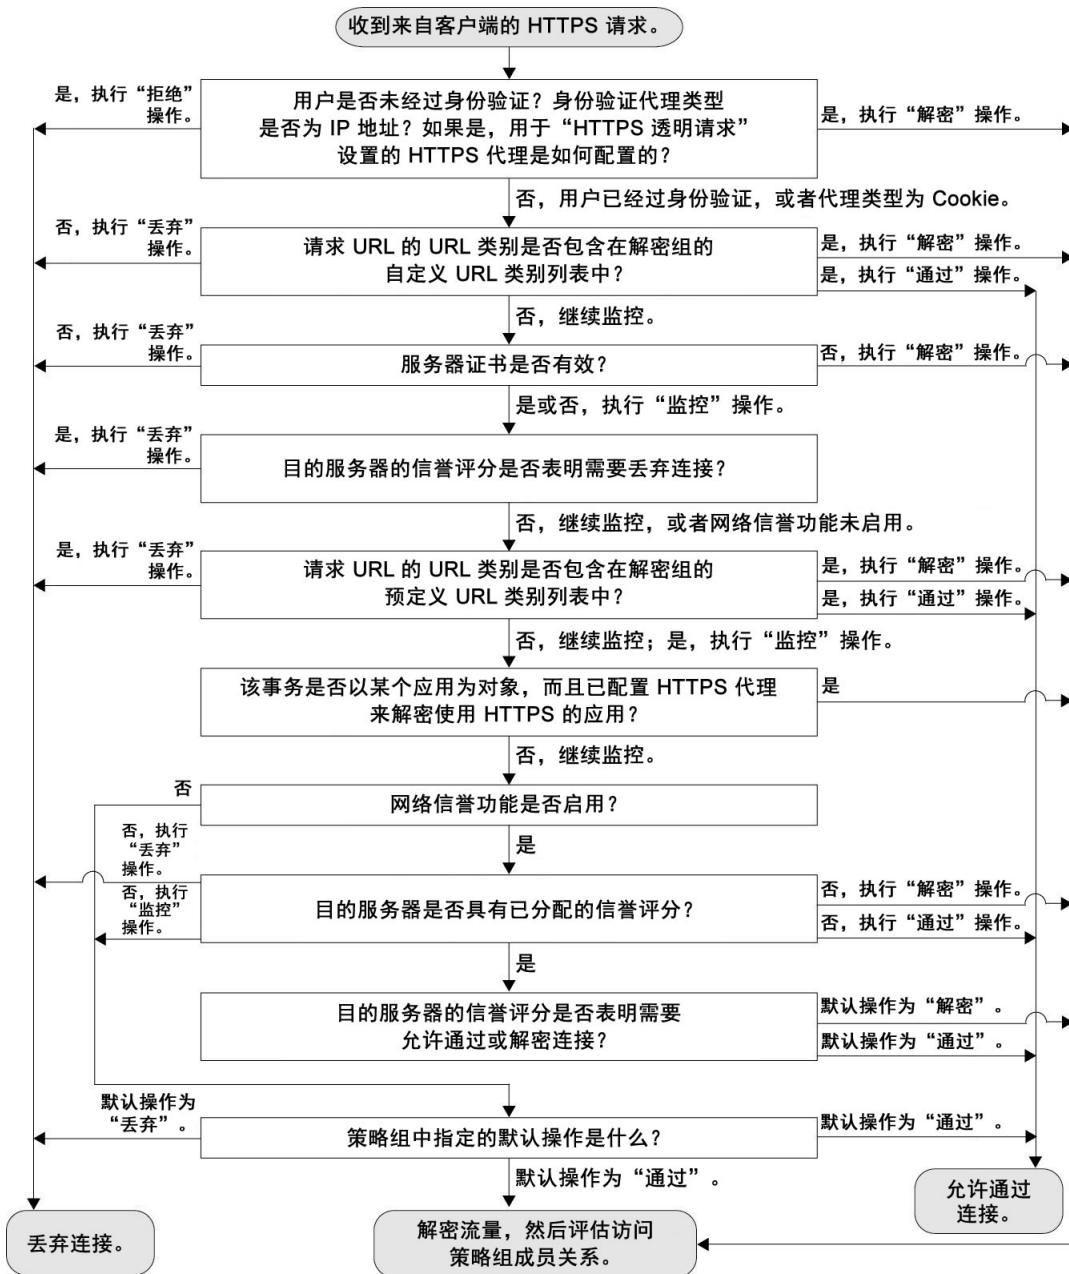 收到来自客户端的 HTTPS 请求。
是，执行“拒绝”
操作。
用户是否未经过身份验证？身份验证代理类型
是否为 IP 地址？如果是，用于“HTTPS 透明请求”
设置的 HTTPS 代理是如何配置的？
是，执行“解密”操作。
否，用户已经过身份验证，或者代理类型为 Cookie。
否，执行“丢弃”
操作。
请求 URL 的 URL 类别是否包含在解密组的
自定义 URL 类别列表中？
是，执行“解密”操作。
是，执行“通过”操作。
否，继续监控。
否，执行“丢弃”
操作。
服务器证书是否有效？
否，执行“解密”操作。
是或否，执行“监控”操作。
是，执行“丢弃”
操作。
目的服务器的信誉评分是否表明需要丢弃连接？
否，继续监控，或者网络信誉功能未启用。
是，执行“丢弃”
操作。
请求 URL 的 URL 类别是否包含在解密组的
预定义 URL 类别列表中？
是，执行“解密”操作。
是，执行“通过”操作。
否，继续监控；是，执行“监控”操作。
该事务是否以某个应用为对象，而且已配置 HTTPS 代理
来解密使用 HTTPS 的应用？
是
否，继续监控。
否
网络信誉功能是否启用？
是
否，执行
“丢弃”
操作。
否，执行
“监控”
操作。
目的服务器是否具有已分配的信誉评分？
否，执行“解密”操作。
否，执行“通过”操作。
是
目的服务器的信誉评分是否表明需要
允许通过或解密连接？
默认操作为“解密”。
默认操作为“通过”。
默认操作为
“丢弃”。
策略组中指定的默认操作是什么？
默认操作为“通过”。
默认操作为“通过”。
丢弃连接。
解密流量，然后评估访问
策略组成员关系。
允许通过
连接。